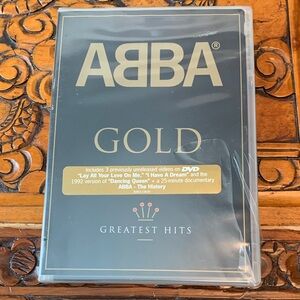 ABBA®
GOLD
Includes 3 previously unreleased videos on DVD
"Lay All Your Love On Me," "I Have A Dream" and the
1992 version of "Dancing Queen" + a 25-minute documentary
ABBA - The History
GREATEST HITS